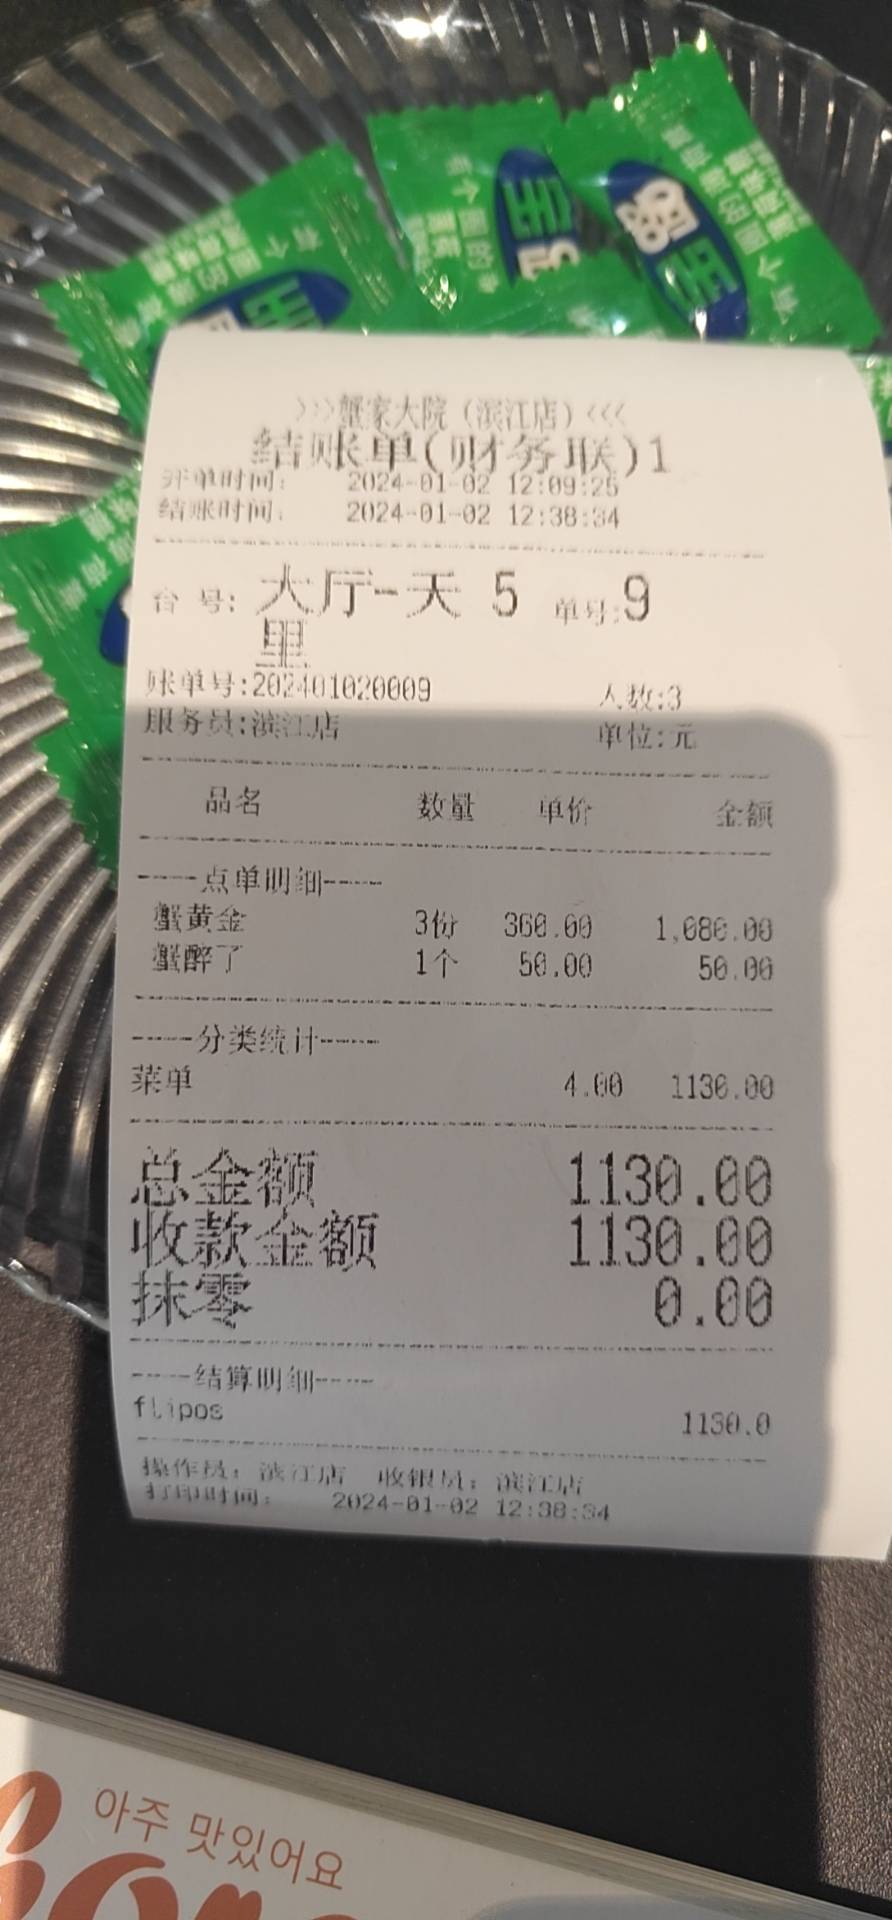 >>>蟹家大院（滨江店）<<<
结账单(财务联)1
开单时间: 2024-01-02 12:09:25
结账时间: 2024-01-02 12:38:34
台号: 大厅-天 5 单号:9
里
账单号:202401020009 人数:3
服务员:滨江店 单位:元
品名 数量 单价 金额
----点单明细----
蟹黄金 3份 360.00 1,080.00
蟹醉了 1个 50.00 50.00
----分类统计----
菜单 4.00 1130.00
总金额 1130.00
收款金额 1130.00
抹零 0.00
----结算明细----
flipos 1130.0
操作员: 滨江店 收银员: 滨江店
打印时间: 2024-01-02 12:38:34
아주 맛있어요